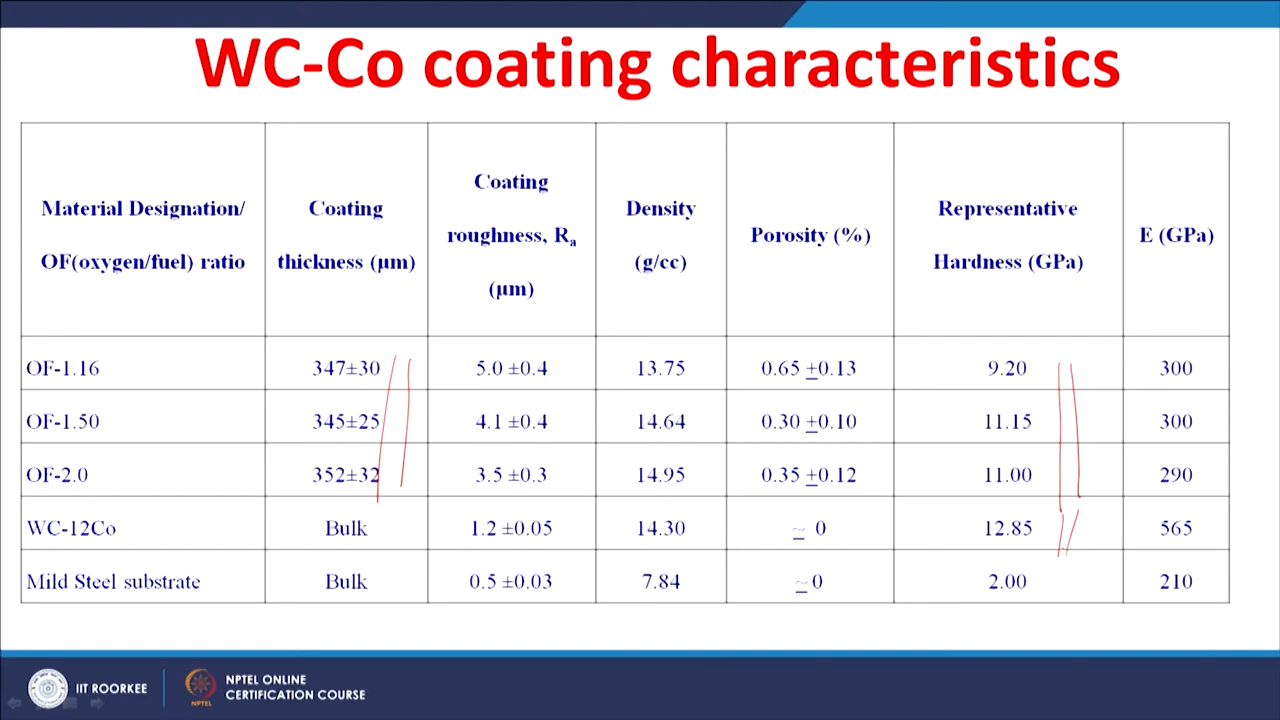 WC-Co coating characteristics
Material Designation/ OF(oxygen/fuel) ratio | Coating thickness (μm) | Coating roughness, Ra (μm) | Density (g/cc) | Porosity (%) | Representative Hardness (GPa) | E (GPa)
OF-1.16 | 347±30 | 5.0 ±0.4 | 13.75 | 0.65 ±0.13 | 9.20 | 300
OF-1.50 | 345±25 | 4.1 ±0.4 | 14.64 | 0.30 ±0.10 | 11.15 | 300
OF-2.0 | 352±32 | 3.5 ±0.3 | 14.95 | 0.35 ±0.12 | 11.00 | 290
WC-12Co | Bulk | 1.2 ±0.05 | 14.30 | ~ 0 | 12.85 | 565
Mild Steel substrate | Bulk | 0.5 ±0.03 | 7.84 | ~ 0 | 2.00 | 210
IIT ROORKEE
NPTEL
NPTEL ONLINE
CERTIFICATION COURSE